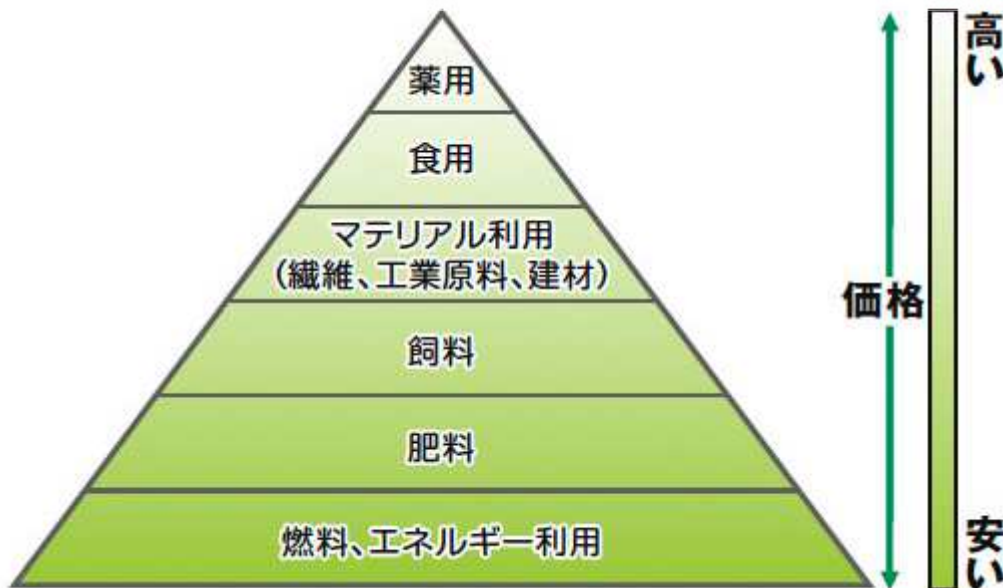 薬用
食用
マテリアル利用
(繊維、工業原料、建材)
飼料
肥料
燃料、エネルギー利用
価格
高い
安い